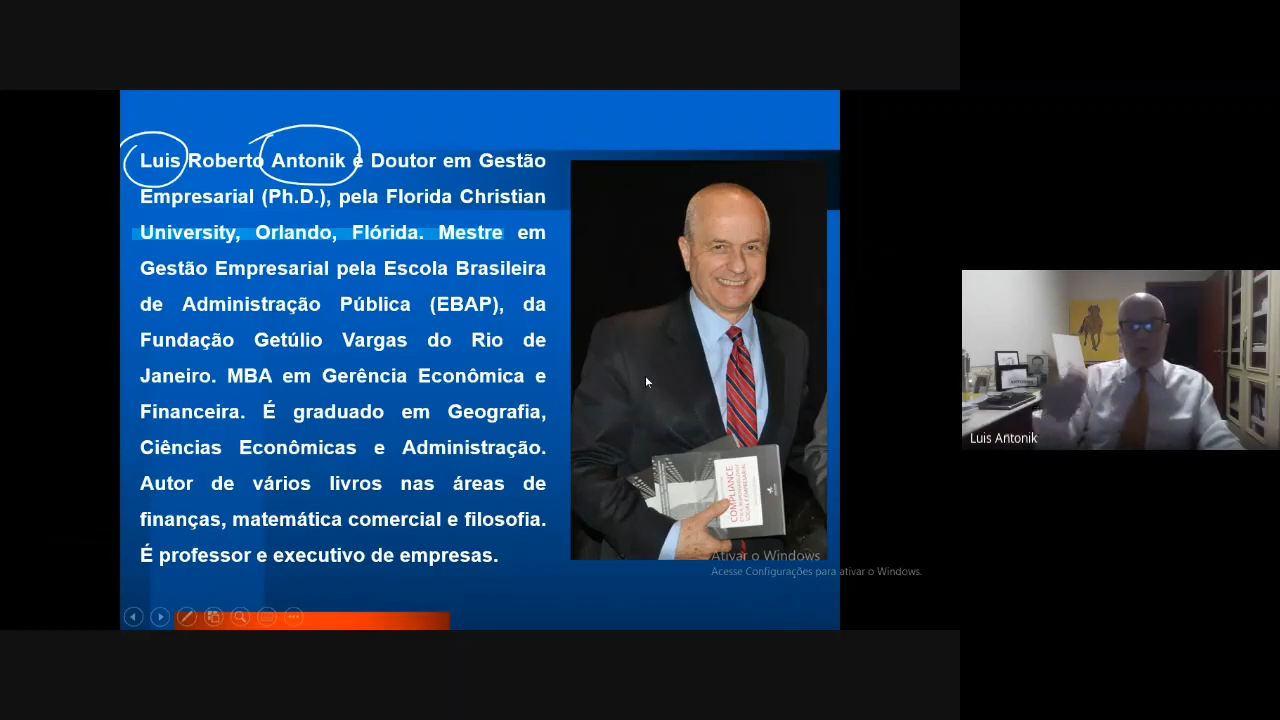 Luis Roberto Antonik é Doutor em Gestão
Empresarial (Ph.D.), pela Florida Christian
University, Orlando, Flórida. Mestre em
Gestão Empresarial pela Escola Brasileira
de Administração Pública (EBAP), da
Fundação Getúlio Vargas do Rio de
Janeiro. MBA em Gerência Econômica e
Financeira. É graduado em Geografia,
Ciências Econômicas e Administração.
Autor de vários livros nas áreas de
finanças, matemática comercial e filosofia.
É professor e executivo de empresas.
COMPLIANCE,
SOCIAL E EMPRESARIAL
Ativar o Windows
Acesse Configurações para ativar o Windows.
Luis Antonik